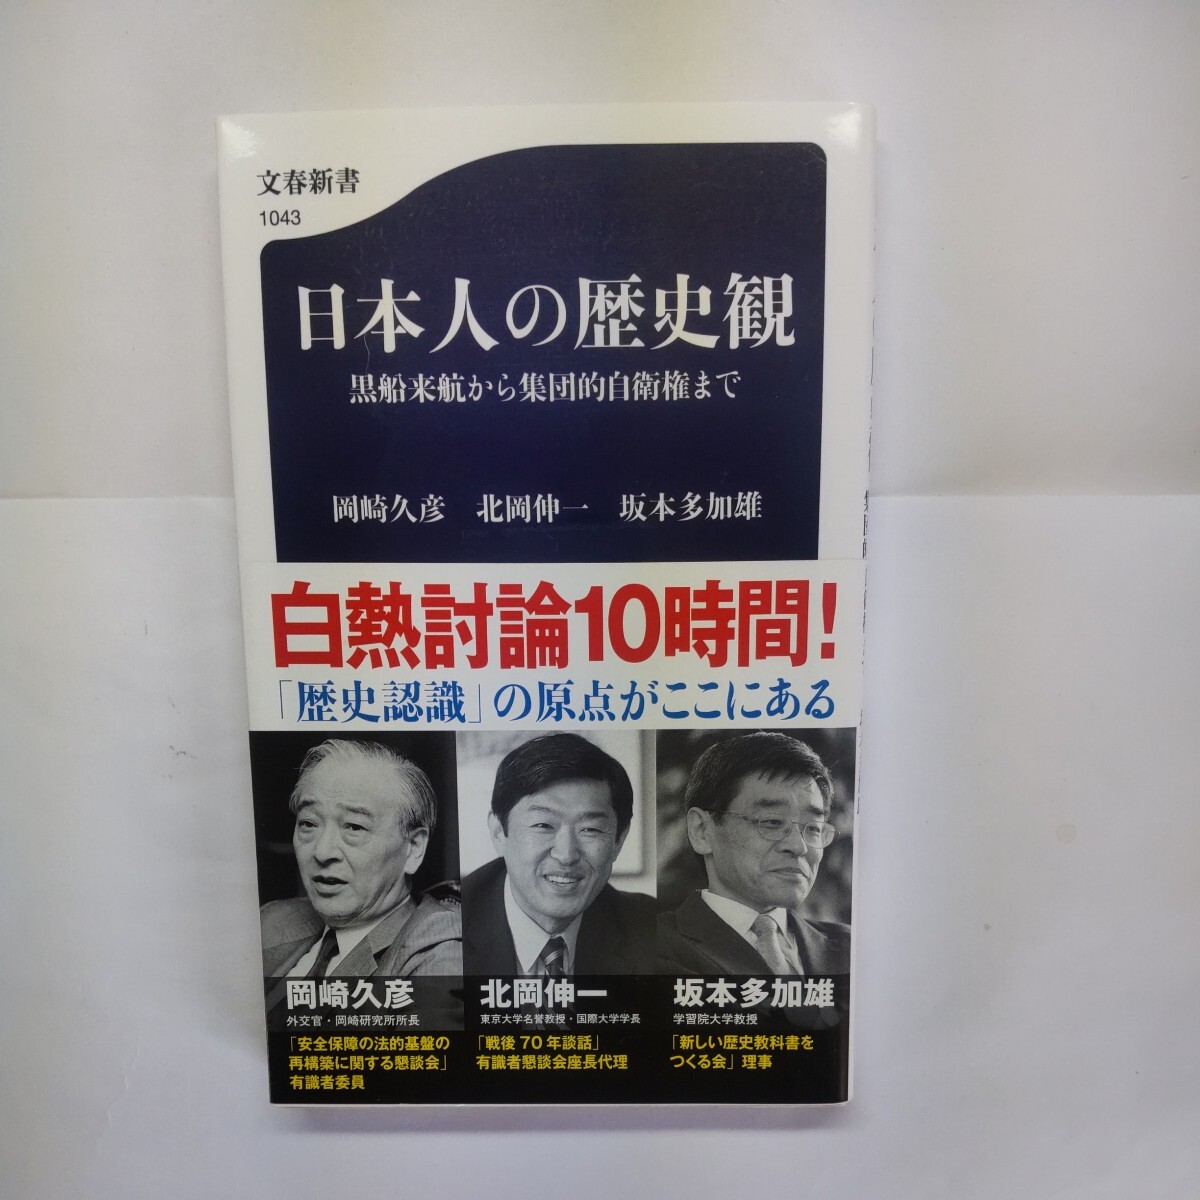 文春新書
1043
日本人の歴史観
黒船来航から集団的自衛権まで
岡崎久彦 北岡伸一 坂本多加雄
白熱討論10時間!
「歴史認識」の原点がここにある
岡崎久彦
外交官・岡崎研究所所長
「安全保障の法的基盤の
再構築に関する懇談会」
有識者委員
北岡伸一
東京大学名誉教授・国際大学学長
「戦後70年談話」
有識者懇談会座長代理
坂本多加雄
学習院大学教授
「新しい歴史教科書を
つくる会」理事